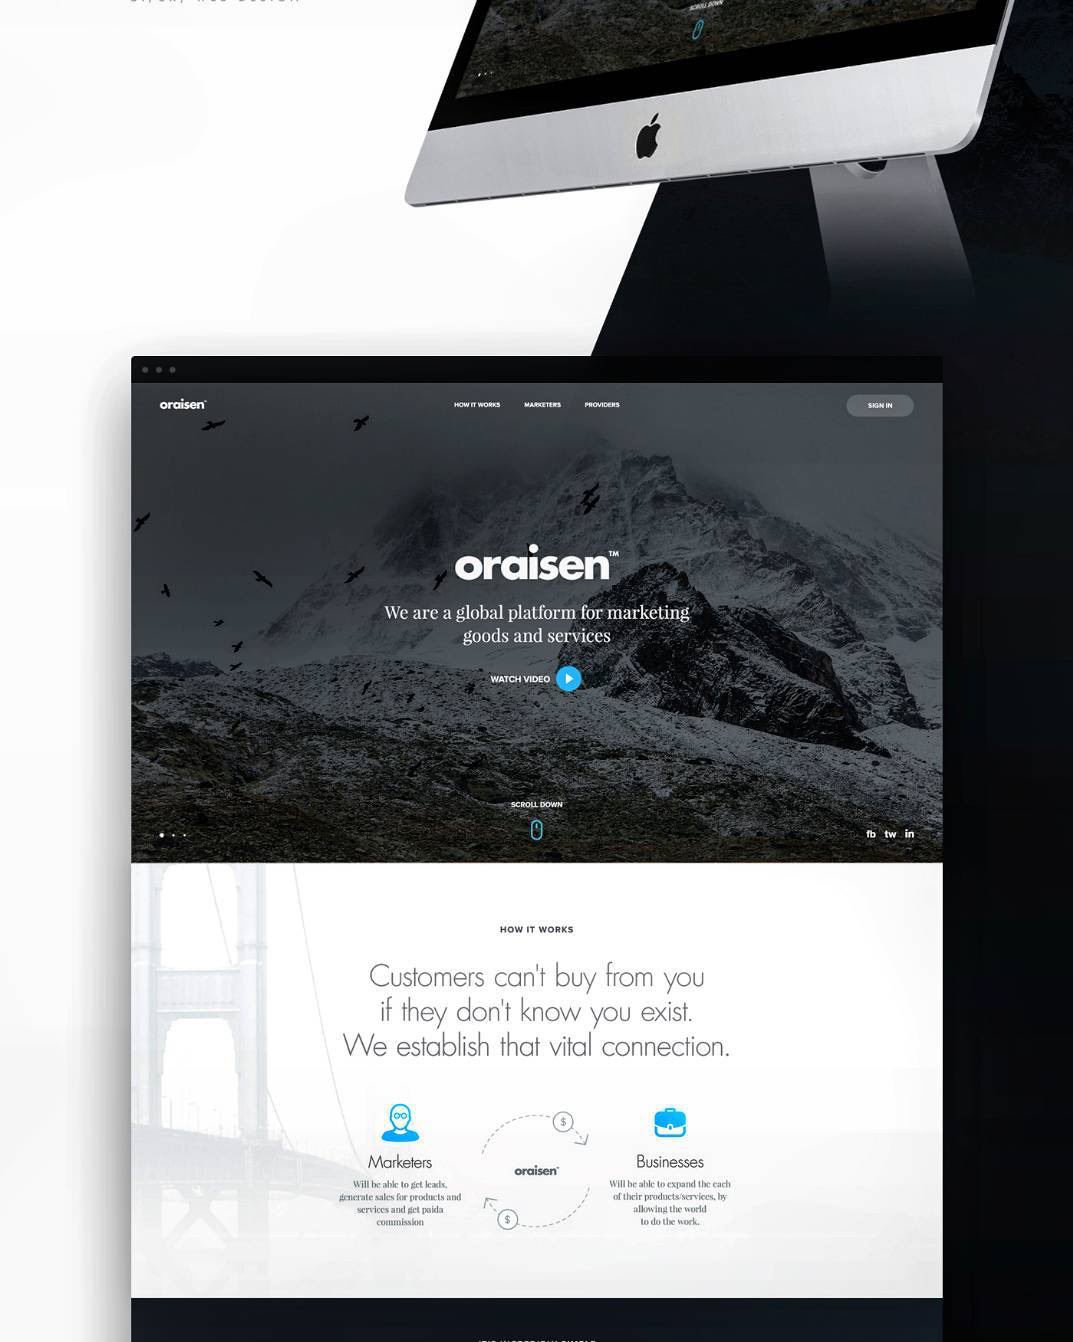 SCROLL DOWN
oraisen™
HOW IT WORKS MARKETERS PROVIDERS
SIGN IN
oraisen™
We are a global platform for marketing
goods and services
WATCH VIDEO
SCROLL DOWN
fb tw in
HOW IT WORKS
Customers can't buy from you
if they don't know you exist.
We establish that vital connection.
$
oraisen™
$
Marketers
Will be able to get leads,
generate sales for products and
services and get paida
commission
Businesses
Will be able to expand the each
of their products/services, by
allowing the world
to do the work.